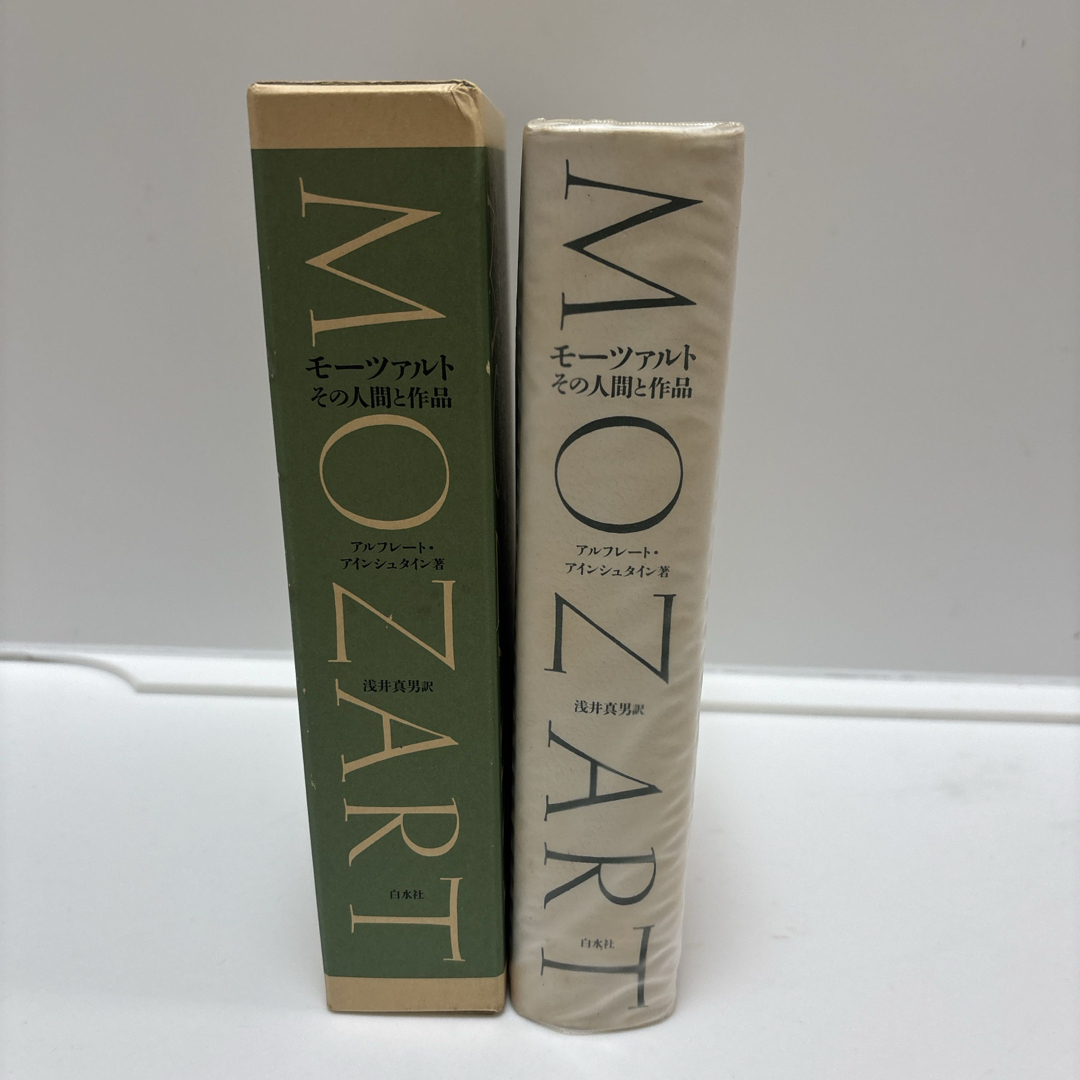 MOZART
モーツァルト
その人間と作品
アルフレート・
アインシュタイン著
浅井真男訳
白水社
MOZART
モーツァルト
その人間と作品
アルフレート・
アインシュタイン著
浅井真男訳
白水社